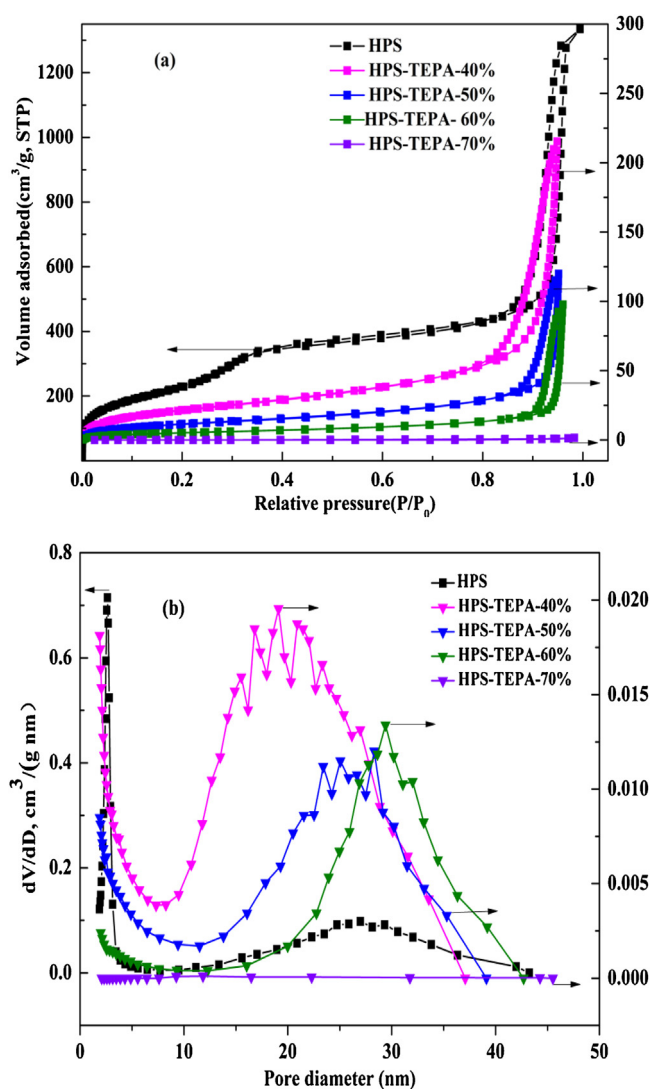 (a)
HPS
HPS-TEPA-40%
HPS-TEPA-50%
HPS-TEPA- 60%
HPS-TEPA-70%
Volume adsorbed(cm³/g, STP)
1200
1000
800
600
400
200
300
250
200
150
100
50
0
0.0 0.2 0.4 0.6 0.8 1.0
Relative pressure(P/P₀)
(b)
HPS
HPS-TEPA-40%
HPS-TEPA-50%
HPS-TEPA-60%
HPS-TEPA-70%
dV/dD, cm³/(g nm)
0.8
0.6
0.4
0.2
0.0
0.020
0.015
0.010
0.005
0.000
0 10 20 30 40 50
Pore diameter (nm)